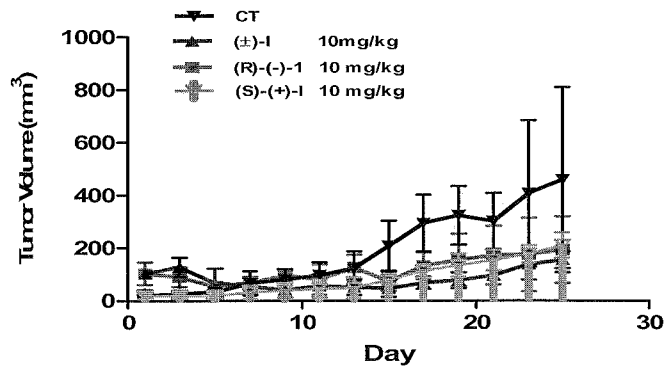 CT
(±)-I 10mg/kg
(R)-(-)-1 10 mg/kg
(S)-(+)-I 10 mg/kg
Tumor Volume(mm³)
1000
800
600
400
200
0
0 10 20 30
Day